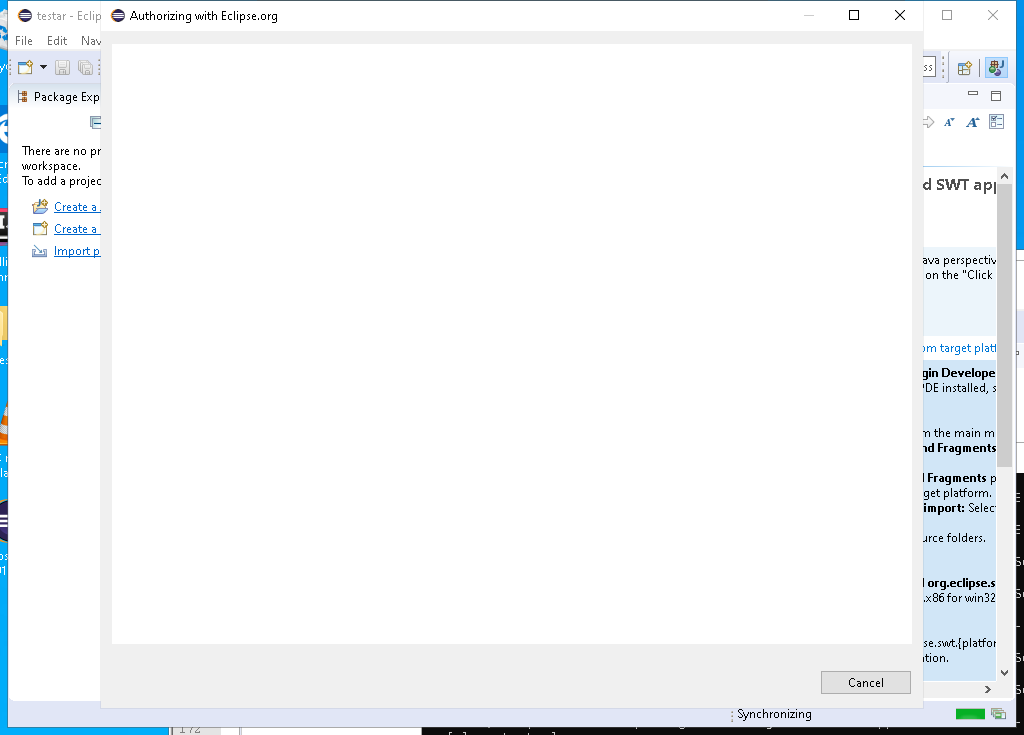 testar - Eclip
Authorizing with Eclipse.org
File Edit Nav
ss
Package Exp
There are no pr
workspace.
To add a projec
Create a
Create a
Import p
d SWT app
ava perspectiv
on the "Click
om target platf
gin Develope
PDE installed, s
m the main m
nd Fragments
d Fragments p
get platform.
import: Selec
urce folders.
d org.eclipse.s
.x86 for win32
se.swt.{platfor
ation.
Cancel
Synchronizing
172